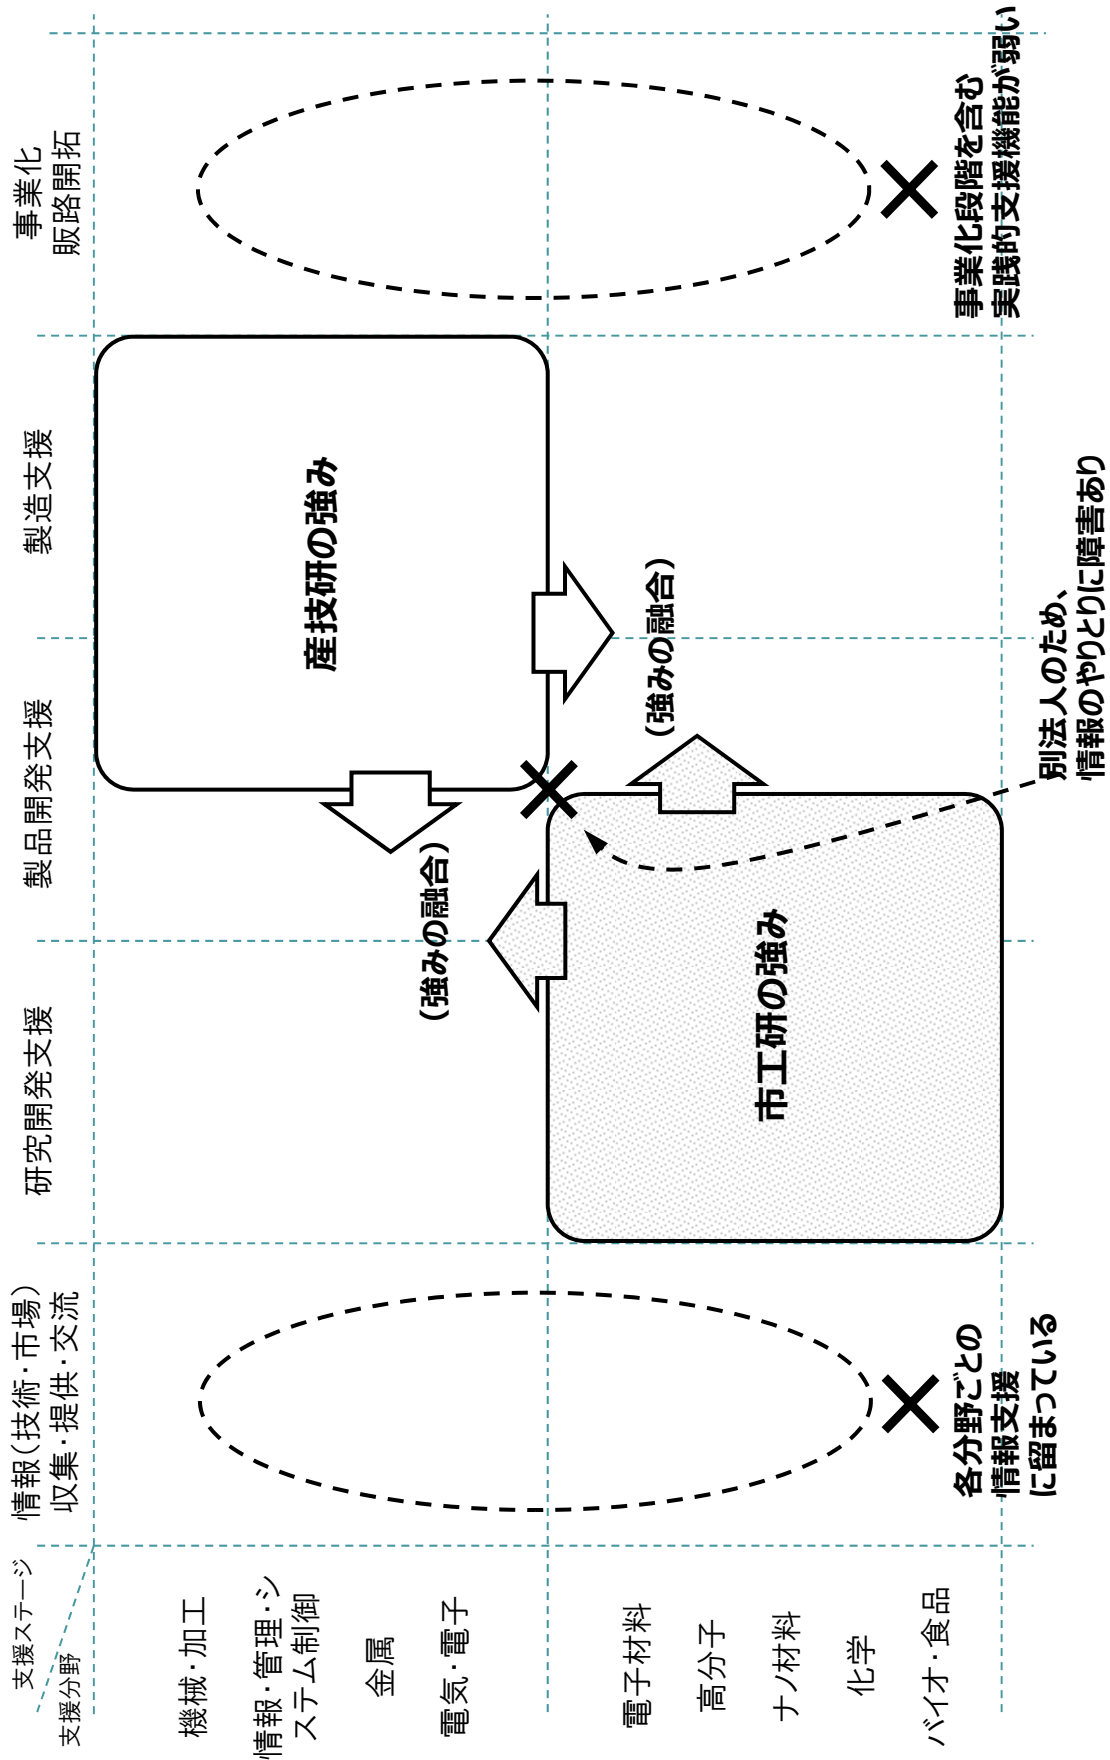 支援ステージ
支援分野
情報(技術・市場)
収集・提供・交流
研究開発支援
製品開発支援
製造支援
事業化
販路開拓
機械・加工
情報・管理・シ
ステム制御
金属
電気・電子
電子材料
高分子
ナノ材料
化学
バイオ・食品
産技研の強み
(強みの融合)
(強みの融合)
市工研の強み
各分野ごとの
情報支援
に留まっている
別法人のため、
情報のやりとりに障害あり
事業化段階を含む
実践的支援機能が弱い